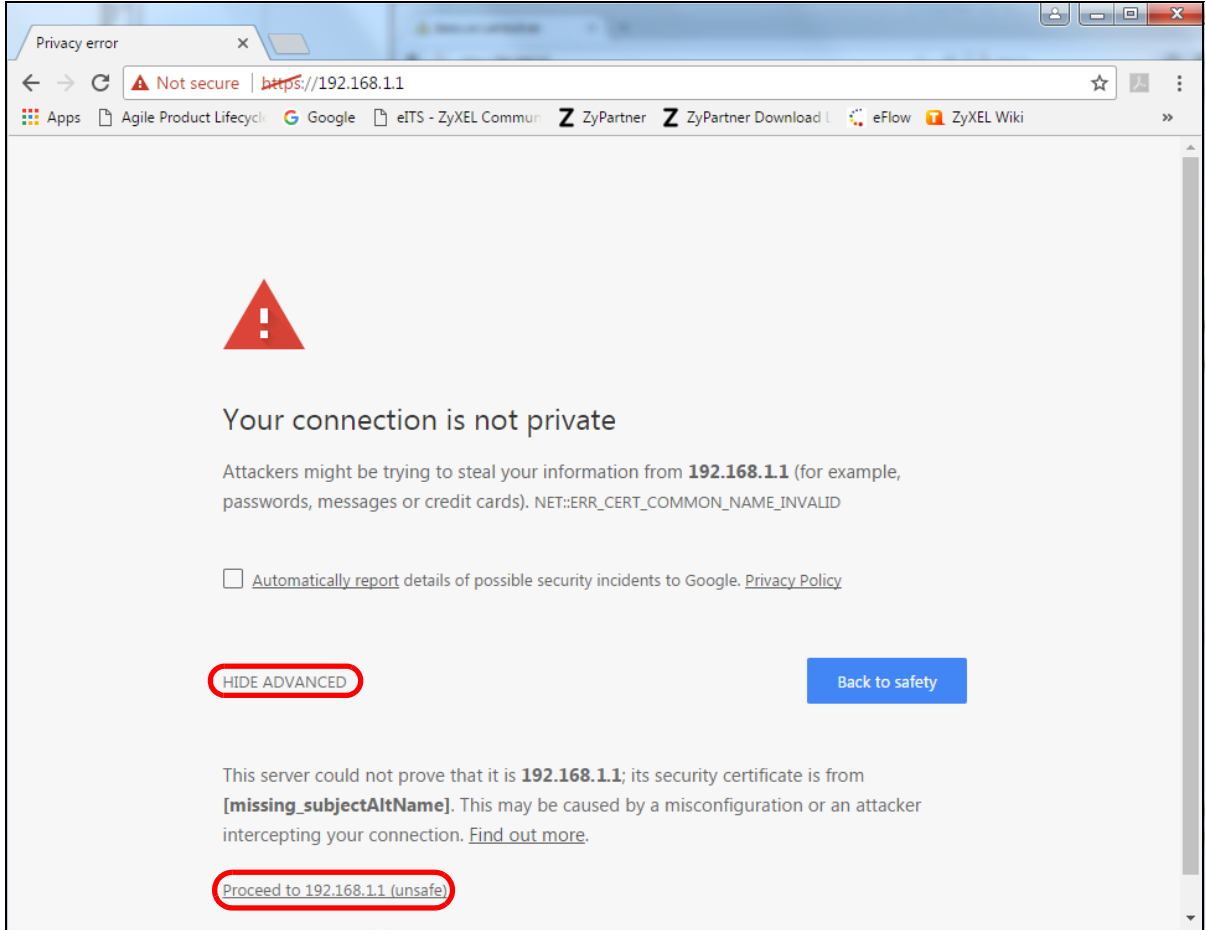 Privacy error
Not secure | https://192.168.1.1
Apps Agile Product Lifecycle Google eITS - ZyXEL Commun ZyPartner ZyPartner Download L eFlow ZyXEL Wiki »
Your connection is not private
Attackers might be trying to steal your information from 192.168.1.1 (for example,
passwords, messages or credit cards). NET::ERR_CERT_COMMON_NAME_INVALID
Automatically report details of possible security incidents to Google. Privacy Policy
HIDE ADVANCED
Back to safety
This server could not prove that it is 192.168.1.1; its security certificate is from
[missing_subjectAltName]. This may be caused by a misconfiguration or an attacker
intercepting your connection. Find out more.
Proceed to 192.168.1.1 (unsafe)